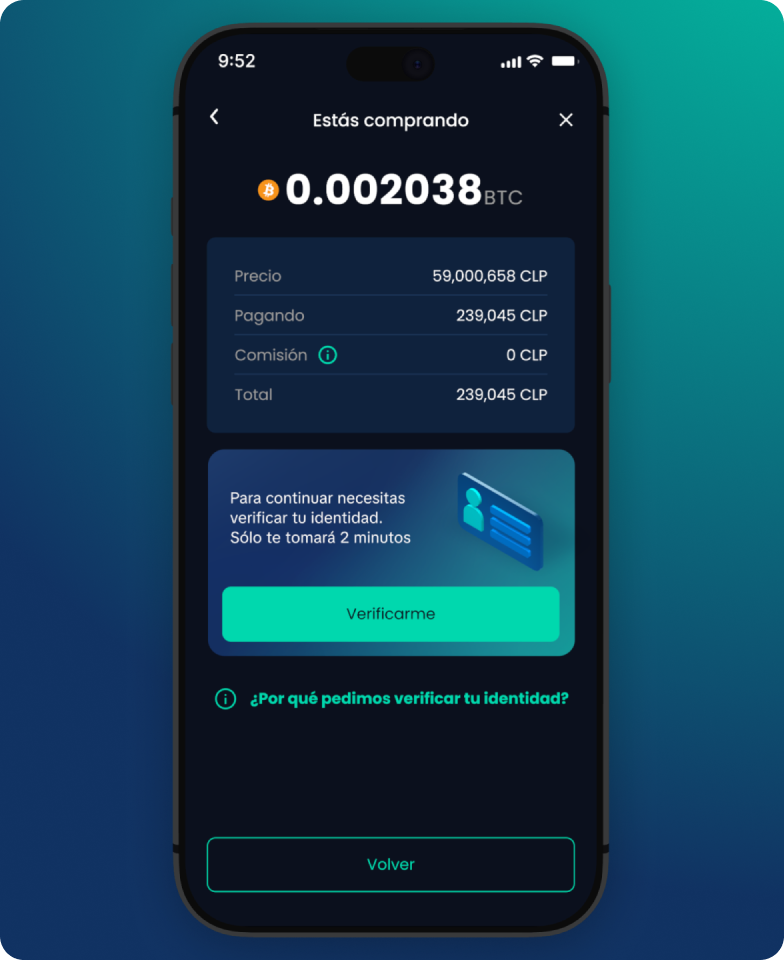 9:52
Estás comprando
0.002038 BTC
Precio 59,000,658 CLP
Pagando 239,045 CLP
Comisión 0 CLP
Total 239,045 CLP
Para continuar necesitas
verificar tu identidad.
Sólo te tomará 2 minutos
Verificarme
¿Por qué pedimos verificar tu identidad?
Volver